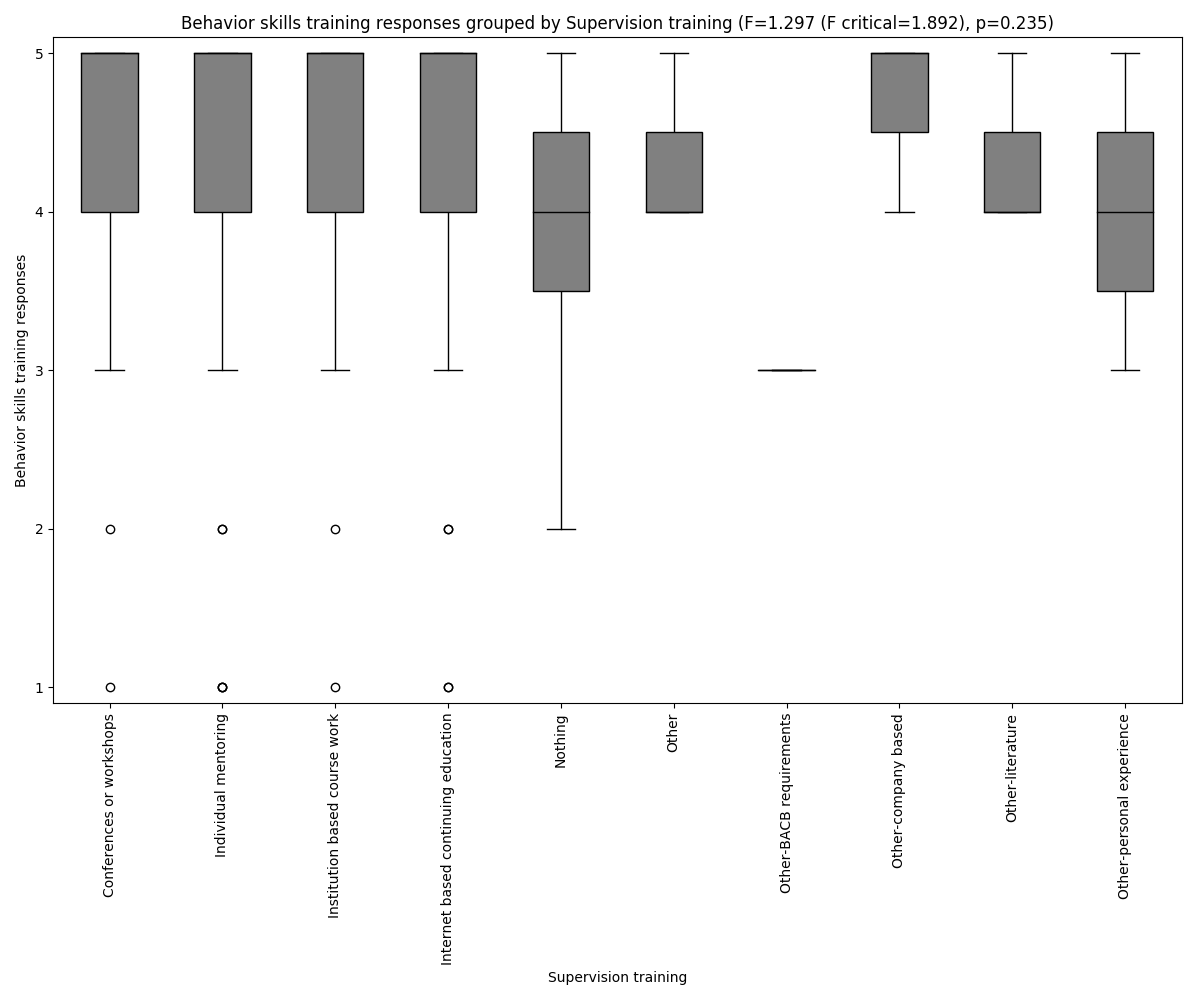 Behavior skills training responses grouped by Supervision training (F=1.297 (F critical=1.892), p=0.235)
Behavior skills training responses
5
4
3
2
1
Conferences or workshops
Individual mentoring
Institution based course work
Internet based continuing education
Nothing
Other
Other-BACB requirements
Other-company based
Other-literature
Other-personal experience
Supervision training